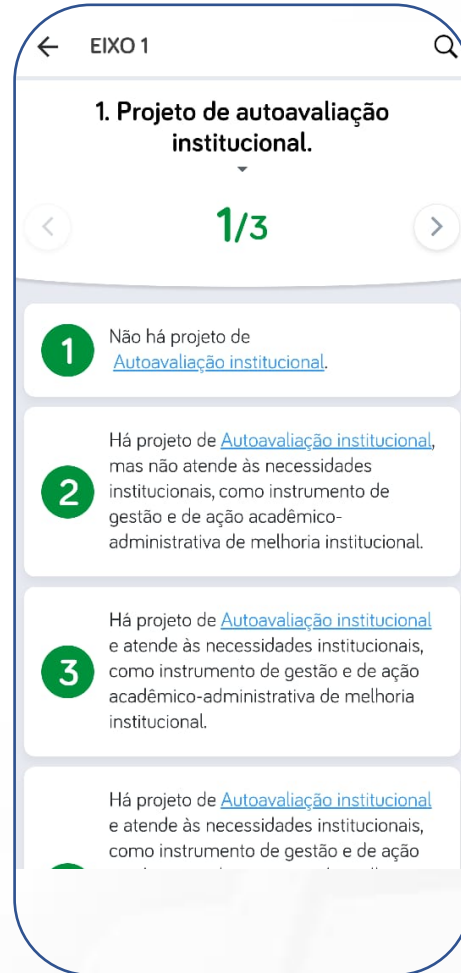 EIXO 1
1. Projeto de autoavaliação
institucional.
1/3
1
Não há projeto de
Autoavaliação institucional.
2
Há projeto de Autoavaliação institucional,
mas não atende às necessidades
institucionais, como instrumento de
gestão e de ação acadêmico-
administrativa de melhoria institucional.
3
Há projeto de Autoavaliação institucional
e atende às necessidades institucionais,
como instrumento de gestão e de ação
acadêmico-administrativa de melhoria
institucional.
Há projeto de Autoavaliação institucional
e atende às necessidades institucionais,
como instrumento de gestão e de ação